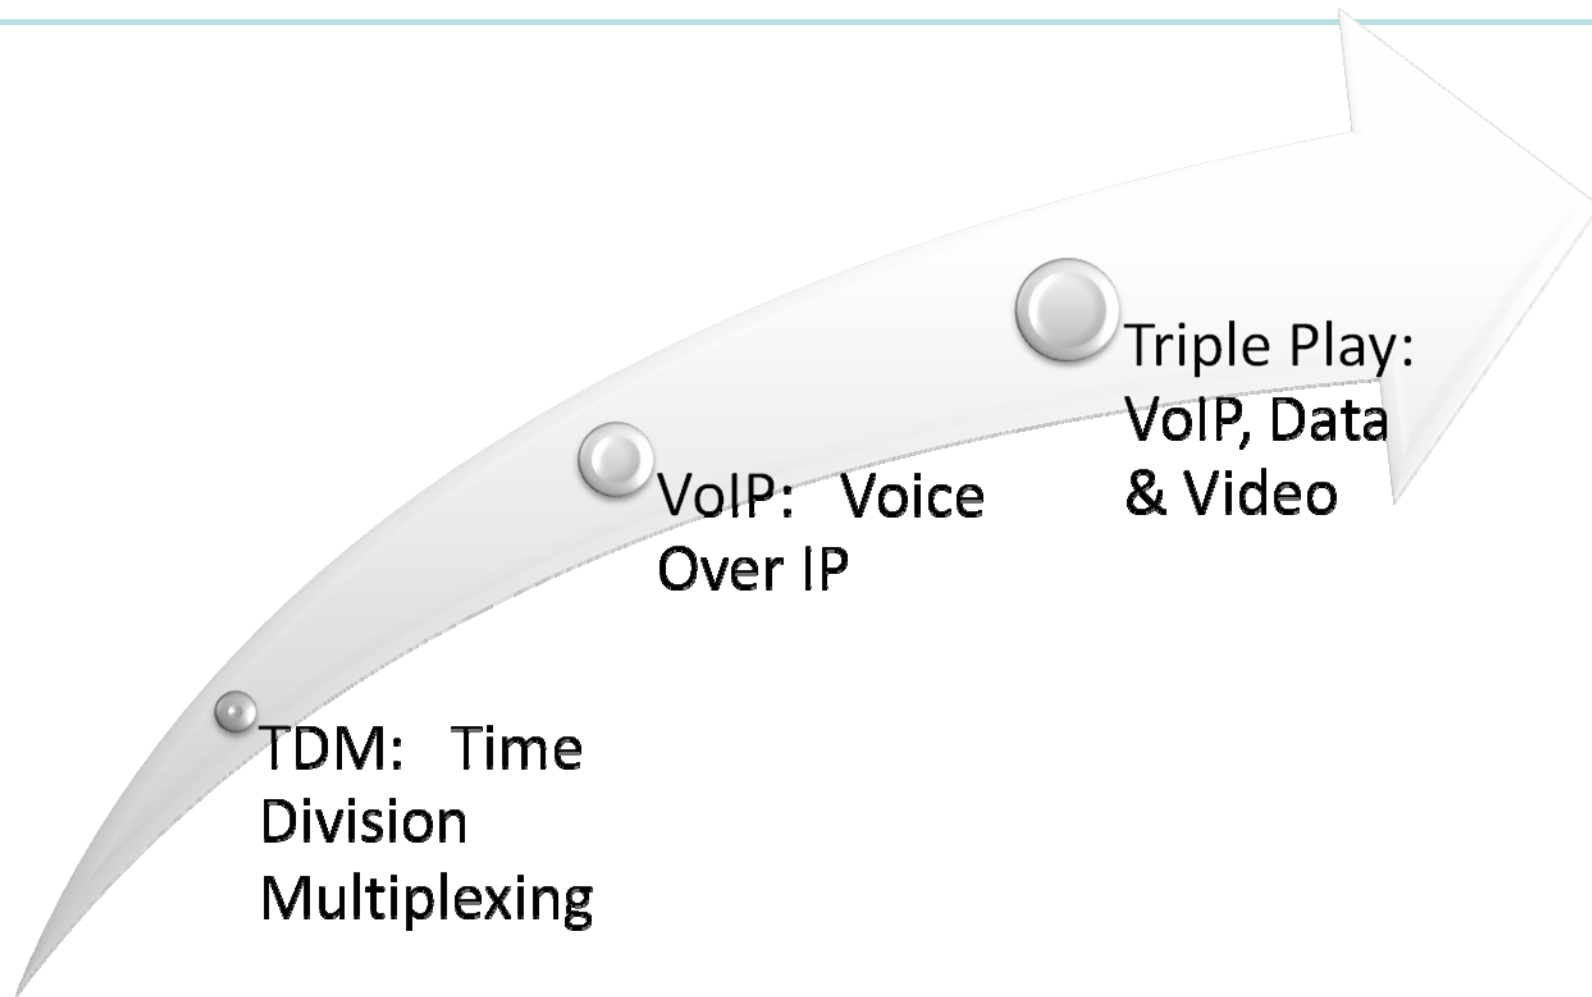 Triple Play:
VoIP, Data
& Video
VoIP: Voice
Over IP
TDM: Time
Division
Multiplexing